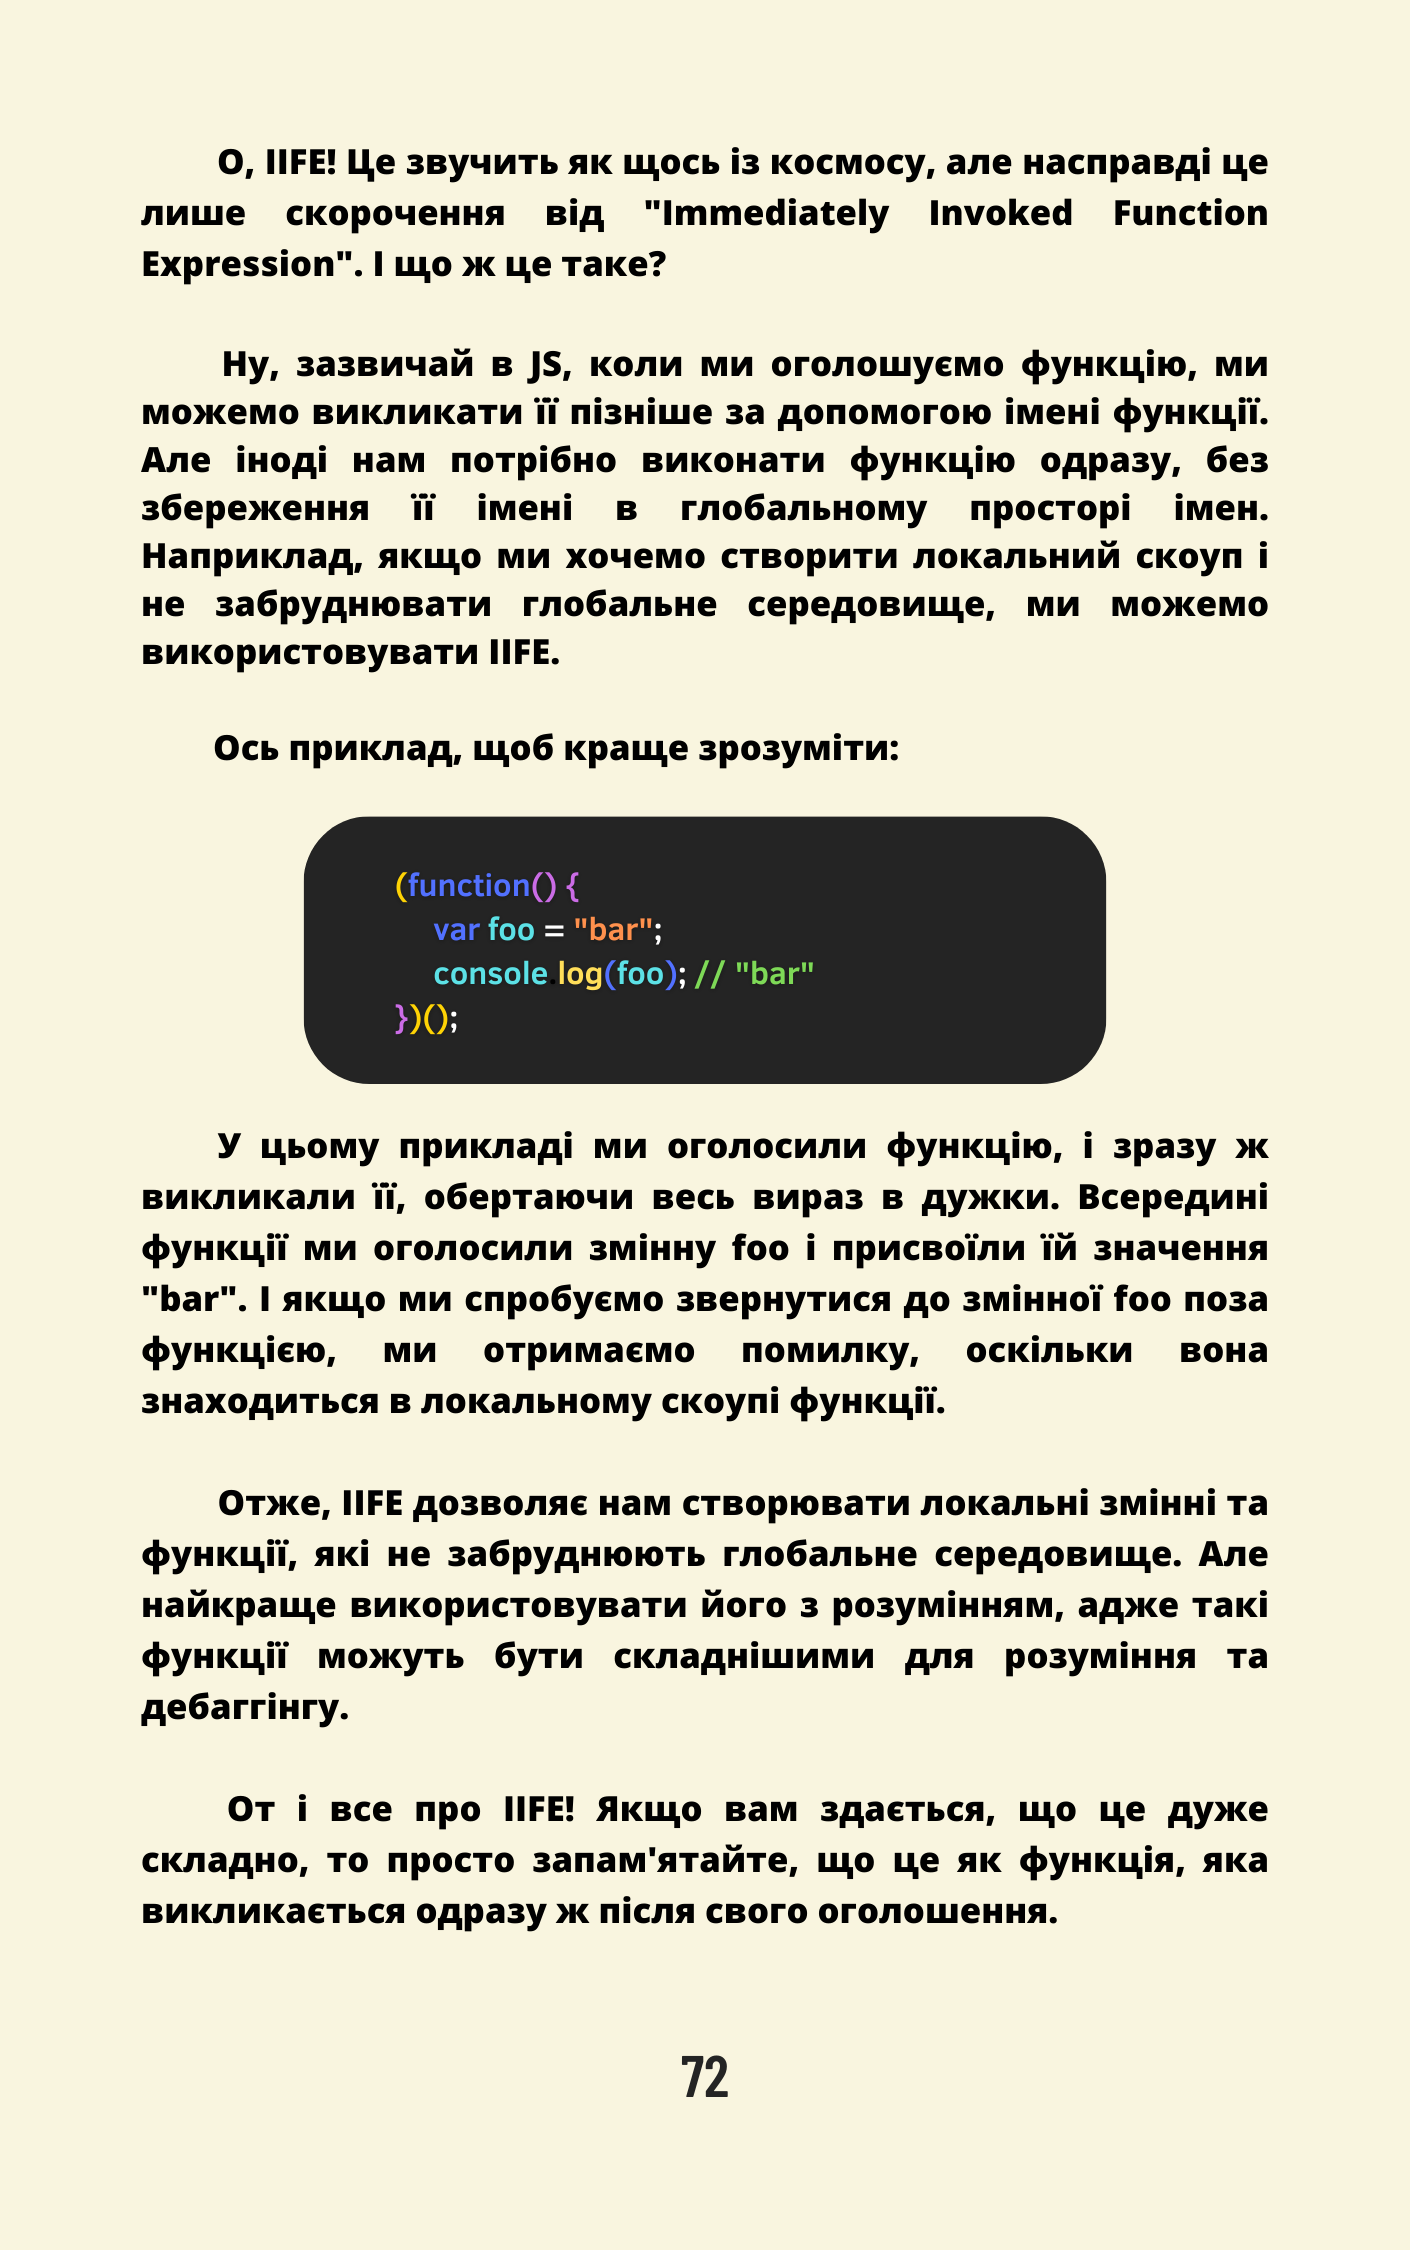 О, IIFE! Це звучить як щось із космосу, але насправді це
лише скорочення від "Immediately Invoked Function
Expression". І що ж це таке?
Ну, зазвичай в JS, коли ми оголошуємо функцію, ми
можемо викликати її пізніше за допомогою імені функції.
Але іноді нам потрібно виконати функцію одразу, без
збереження її імені в глобальному просторі імен.
Наприклад, якщо ми хочемо створити локальний скоуп і
не забруднювати глобальне середовище, ми можемо
використовувати IIFE.
Ось приклад, щоб краще зрозуміти:
(function() {
var foo = "bar";
console.log(foo); // "bar"
})();
У цьому прикладі ми оголосили функцію, і зразу ж
викликали її, обертаючи весь вираз в дужки. Всередині
функції ми оголосили змінну foo і присвоїли їй значення
"bar". І якщо ми спробуємо звернутися до змінної foo поза
функцією, ми отримаємо помилку, оскільки вона
знаходиться в локальному скоупі функції.
Отже, IIFE дозволяє нам створювати локальні змінні та
функції, які не забруднюють глобальне середовище. Але
найкраще використовувати його з розумінням, адже такі
функції можуть бути складнішими для розуміння та
дебаггінгу.
От і все про IIFE! Якщо вам здається, що це дуже
складно, то просто запам'ятайте, що це як функція, яка
викликається одразу ж після свого оголошення.
72